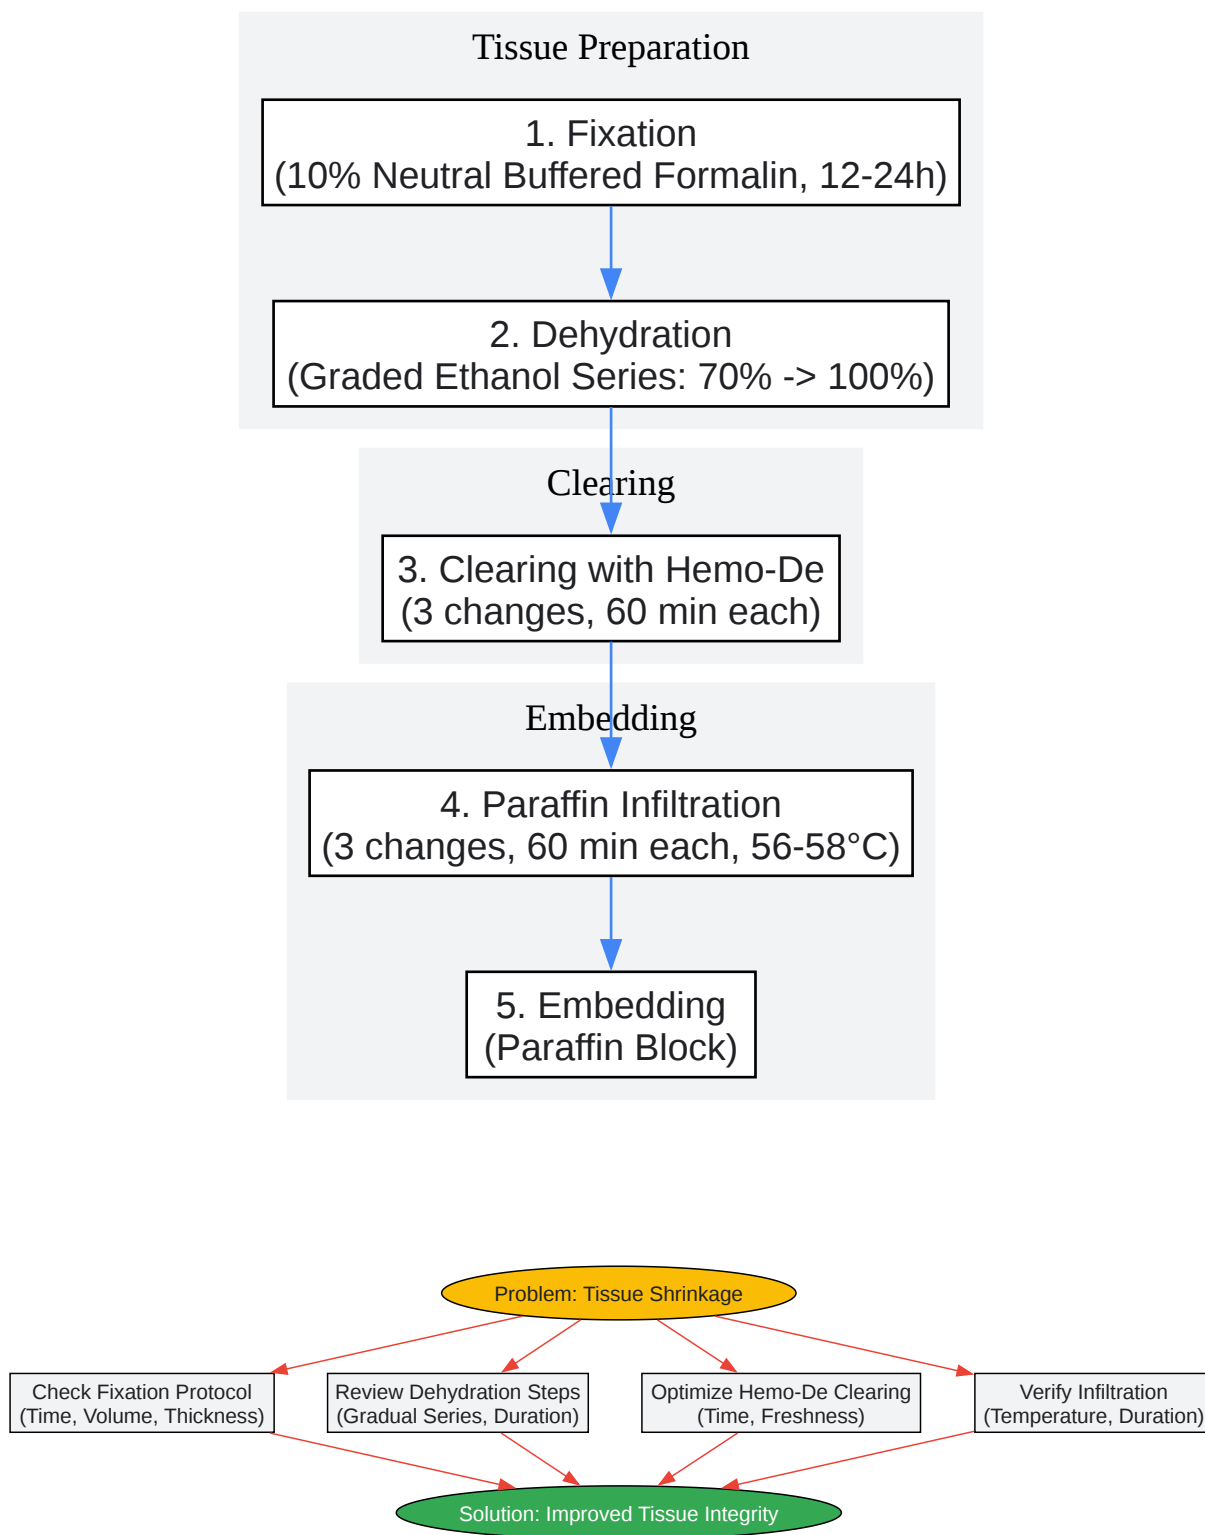 Tissue Preparation
1. Fixation
(10% Neutral Buffered Formalin, 12-24h)
2. Dehydration
(Graded Ethanol Series: 70% -> 100%)
Clearing
3. Clearing with Hemo-De
(3 changes, 60 min each)
Embedding
4. Paraffin Infiltration
(3 changes, 60 min each, 56-58°C)
5. Embedding
(Paraffin Block)
Problem: Tissue Shrinkage
Check Fixation Protocol
(Time, Volume, Thickness)
Review Dehydration Steps
(Gradual Series, Duration)
Optimize Hemo-De Clearing
(Time, Freshness)
Verify Infiltration
(Temperature, Duration)
Solution: Improved Tissue Integrity